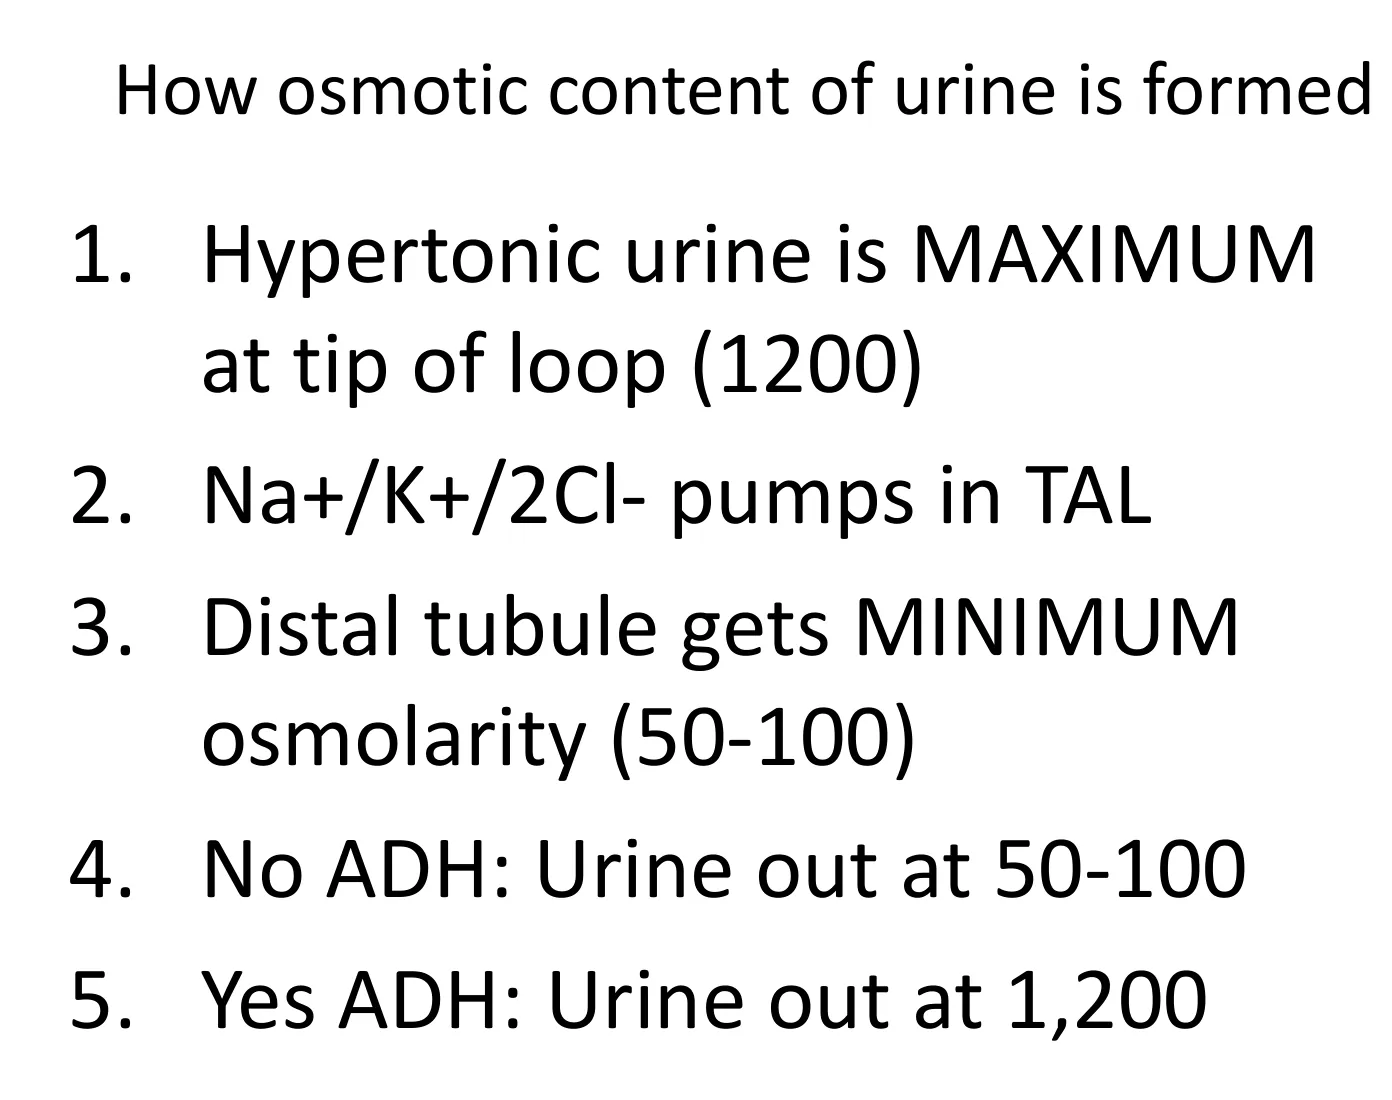 How osmotic content of urine is formed
1. Hypertonic urine is MAXIMUM
at tip of loop (1200)
2. Na+/K+/2Cl- pumps in TAL
3. Distal tubule gets MINIMUM
osmolarity (50-100)
4. No ADH: Urine out at 50-100
5. Yes ADH: Urine out at 1,200